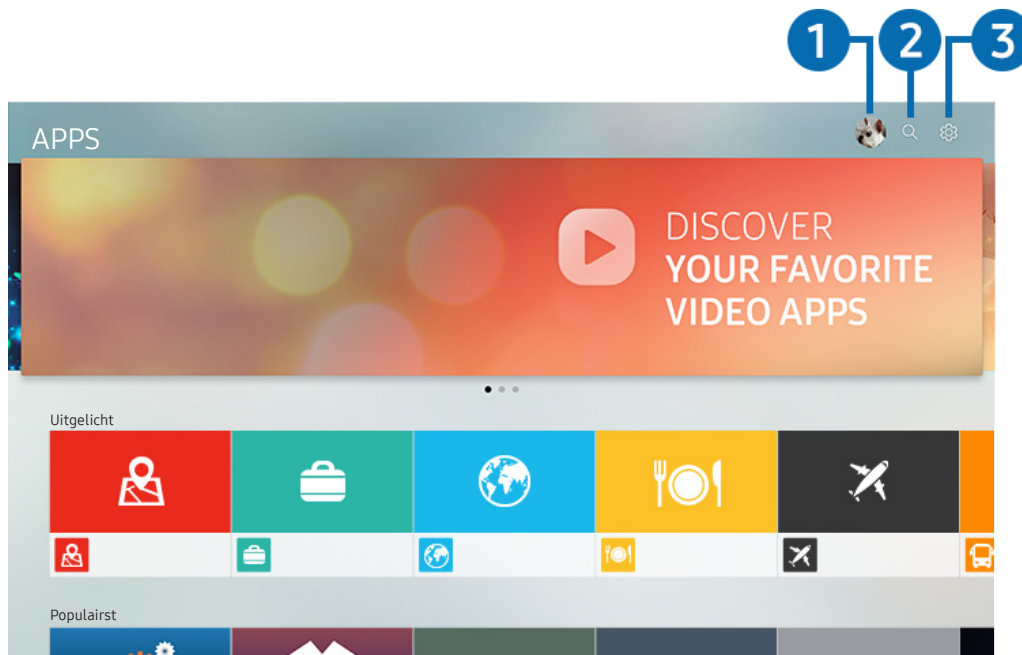 1 2 3
APPS
DISCOVER
YOUR FAVORITE
VIDEO APPS
Uitgelicht
Populairst